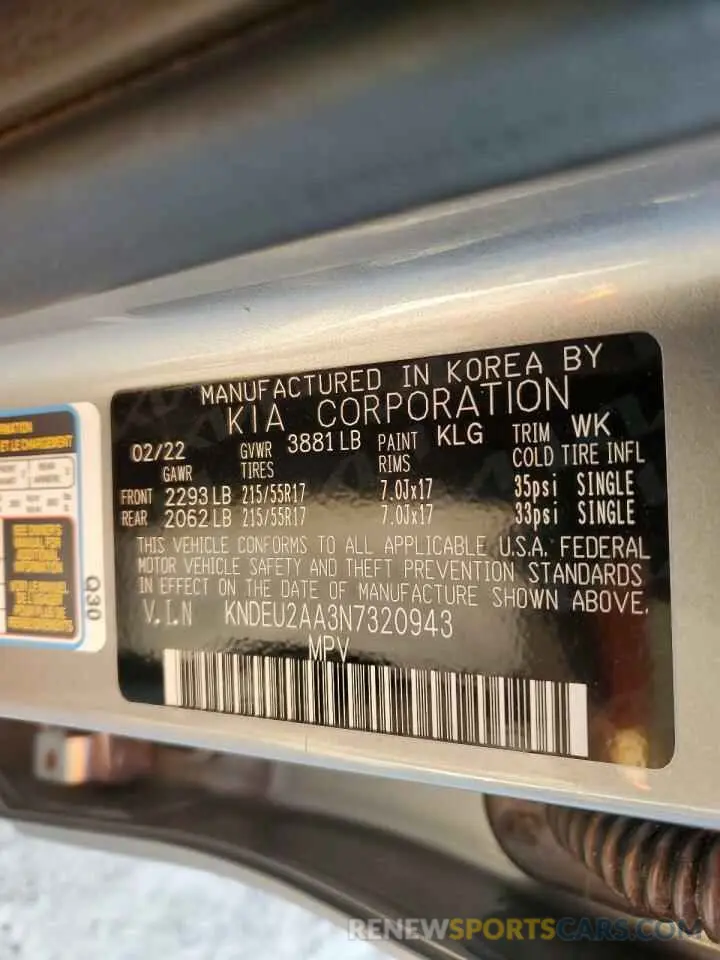 MANUFACTURED IN KOREA BY
KIA CORPORATION
02/22 GVWR 3881 LB PAINT KLG TRIM WK
GAWR TIRES RIMS COLD TIRE INFL
FRONT 2293 LB 215/55R17 7.0Jx17 35psi SINGLE
REAR 2062 LB 215/55R17 7.0Jx17 33psi SINGLE
THIS VEHICLE CONFORMS TO ALL APPLICABLE U.S.A. FEDERAL
MOTOR VEHICLE SAFETY AND THEFT PREVENTION STANDARDS
IN EFFECT ON THE DATE OF MANUFACTURE SHOWN ABOVE.
V.I.N KNDEU2AA3N7320943
MPV
ET LE CHARGEMENT
Q30
RENEWSPORTSCARS.COM